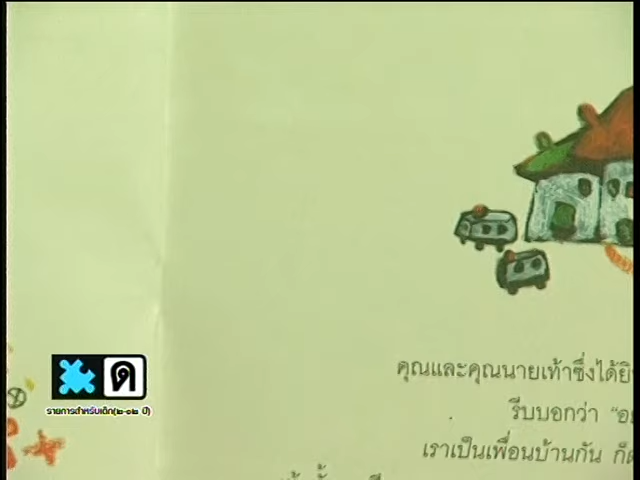 ด
รายการสำหรับเด็ก(๒-๑๒ ปี)
คุณและคุณนายเท้าซึ่งได้ยิ
รีบบอกว่า
เราเป็นเพื่อนบ้านกัน